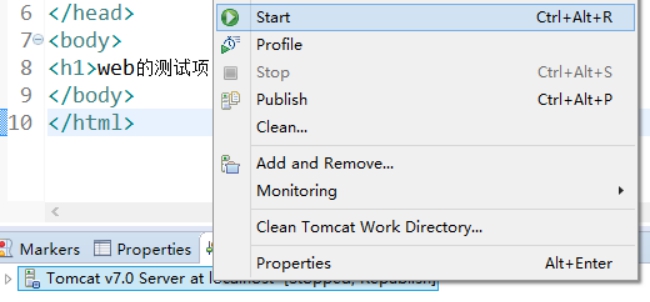 6 </head>
7 <body>
8 <h1>web的测试项
9 </body>
10 </html>
Start Ctrl+Alt+R
Profile
Stop Ctrl+Alt+S
Publish Ctrl+Alt+P
Clean...
Add and Remove...
Monitoring
Clean Tomcat Work Directory...
Properties Alt+Enter
Markers Properties
Tomcat v7.0 Server at localhost [Stopped, Republish]